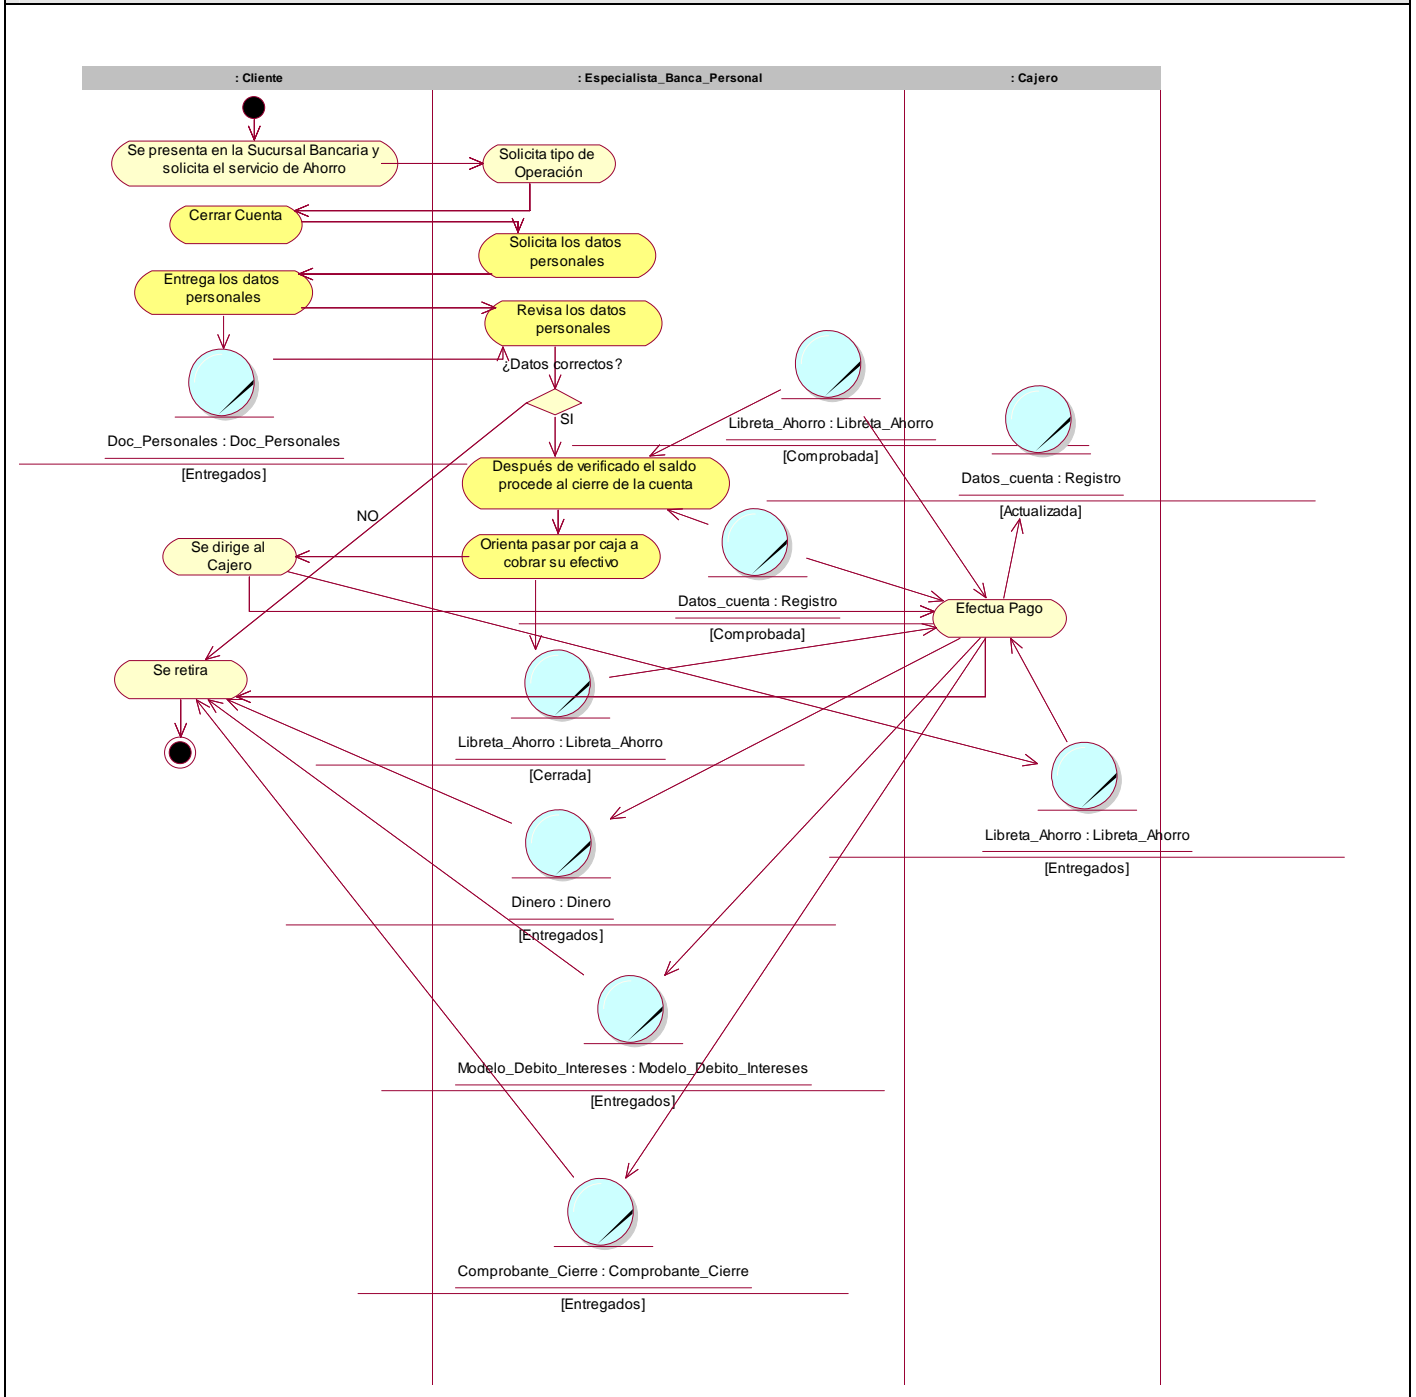 : Cliente
: Especialista_Banca_Personal
: Cajero
Se presenta en la Sucursal Bancaria y
solicita el servicio de Ahorro
Solicita tipo de
Operación
Cerrar Cuenta
Solicita los datos
personales
Entrega los datos
personales
Revisa los datos
personales
¿Datos correctos?
SI
Doc_Personales : Doc_Personales
[Entregados]
Libreta_Ahorro : Libreta_Ahorro
[Comprobada]
Datos_cuenta : Registro
[Actualizada]
Después de verificado el saldo
procede al cierre de la cuenta
NO
Se dirige al
Cajero
Orienta pasar por caja a
cobrar su efectivo
Datos_cuenta : Registro
[Comprobada]
Efectua Pago
Se retira
Libreta_Ahorro : Libreta_Ahorro
[Cerrada]
Libreta_Ahorro : Libreta_Ahorro
[Entregados]
Dinero : Dinero
[Entregados]
Modelo_Debito_Intereses : Modelo_Debito_Intereses
[Entregados]
Comprobante_Cierre : Comprobante_Cierre
[Entregados]